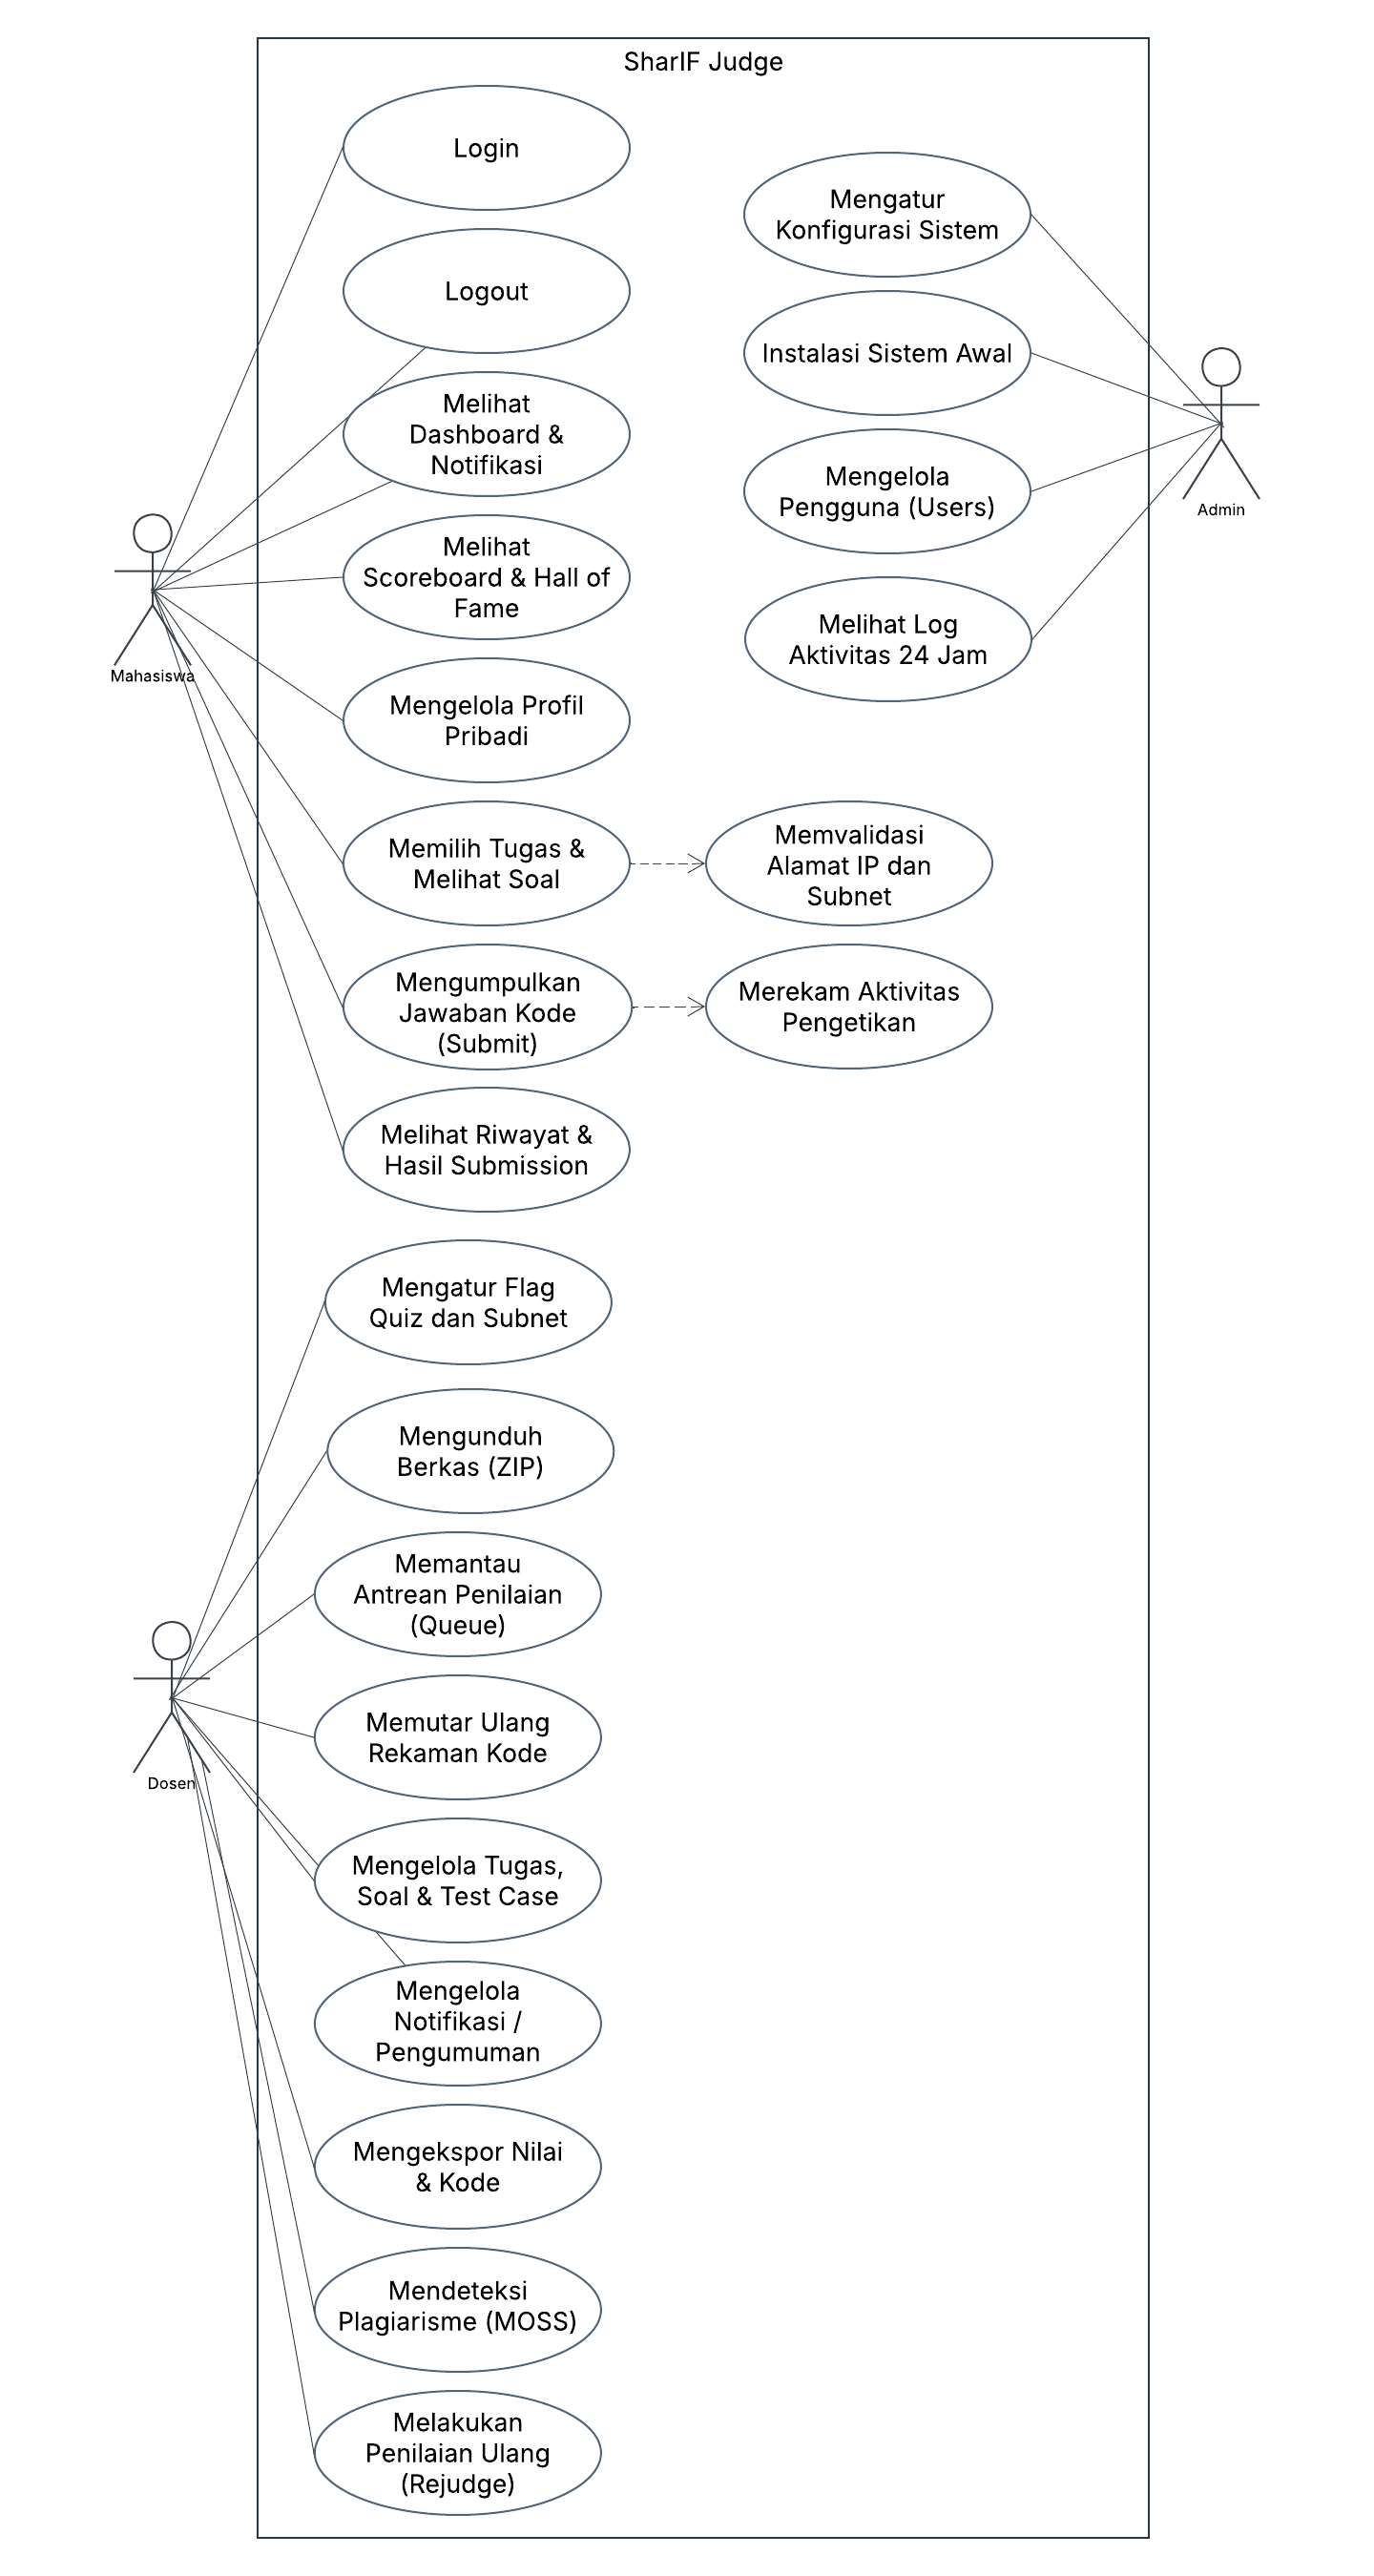 SharIF Judge
Login
Logout
Melihat
Dashboard &
Notifikasi
Melihat
Scoreboard & Hall of
Fame
Mengelola Profil
Pribadi
Memilih Tugas &
Melihat Soal
Mengumpulkan
Jawaban Kode
(Submit)
Melihat Riwayat &
Hasil Submission
Mengatur
Konfigurasi Sistem
Instalasi Sistem Awal
Mengelola
Pengguna (Users)
Melihat Log
Aktivitas 24 Jam
Memvalidasi
Alamat IP dan
Subnet
Merekam Aktivitas
Pengetikan
Admin
Mahasiswa
Mengatur Flag
Quiz dan Subnet
Mengunduh
Berkas (ZIP)
Memantau
Antrean Penilaian
(Queue)
Memutar Ulang
Rekaman Kode
Dosen
Mengelola Tugas,
Soal & Test Case
Mengelola
Notifikasi /
Pengumuman
Mengekspor Nilai
& Kode
Mendeteksi
Plagiarisme (MOSS)
Melakukan
Penilaian Ulang
(Rejudge)